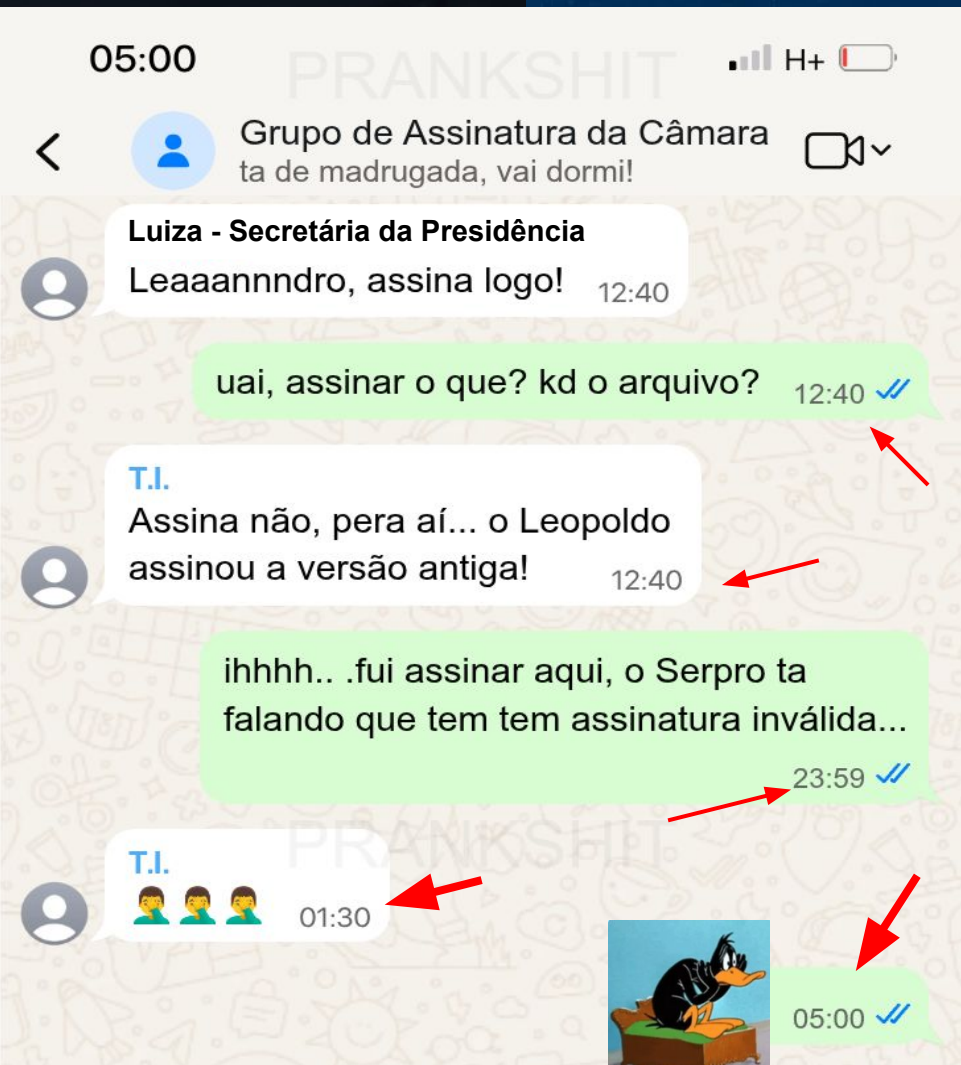 PRANKSHIT
05:00
H+
Grupo de Assinatura da Câmara
ta de madrugada, vai dormi!
Luiza - Secretária da Presidência
Leaaannndro, assina logo!
12:40
uai, assinar o que? kd o arquivo?
12:40
T.I.
Assina não, pera aí... o Leopoldo
assinou a versão antiga!
12:40
ihhhh.. .fui assinar aqui, o Serpro ta
falando que tem tem assinatura inválida...
23:59
PRANKSHIT
T.I.
🤦‍♂️🤦‍♂️🤦‍♂️
01:30
05:00